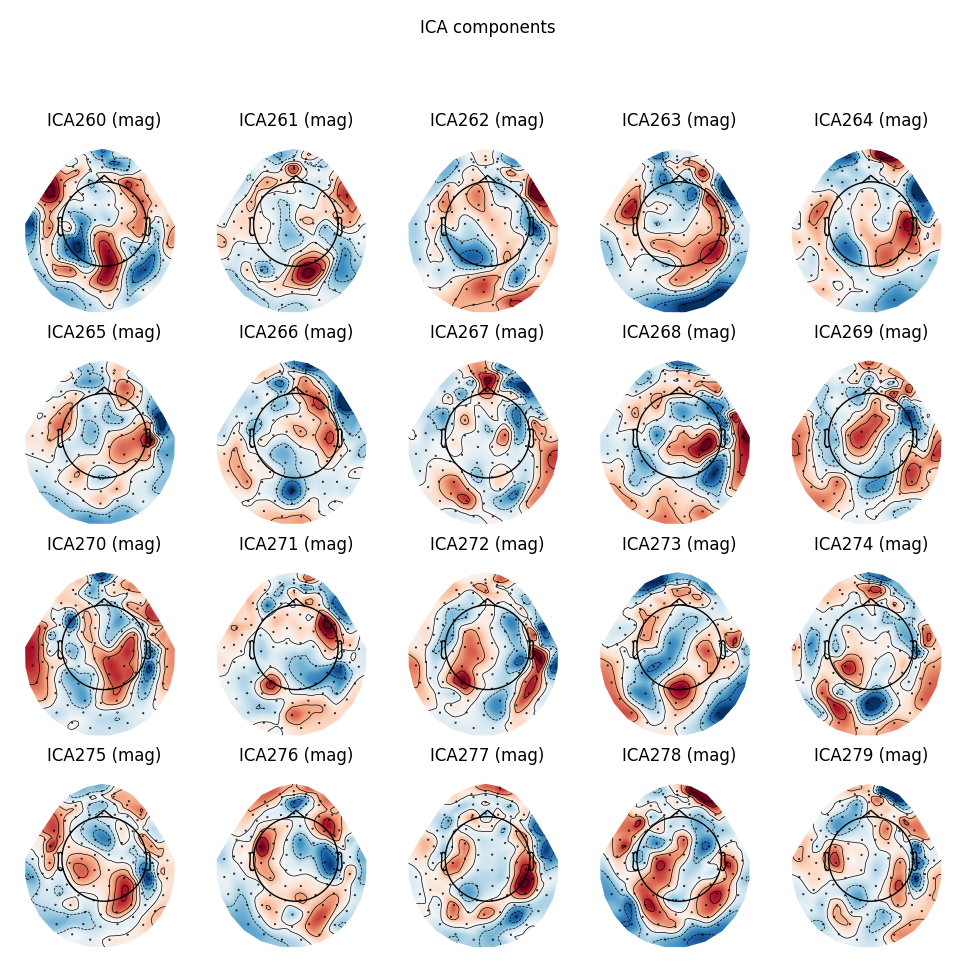 ICA components
ICA260 (mag) ICA261 (mag) ICA262 (mag) ICA263 (mag) ICA264 (mag)
ICA265 (mag) ICA266 (mag) ICA267 (mag) ICA268 (mag) ICA269 (mag)
ICA270 (mag) ICA271 (mag) ICA272 (mag) ICA273 (mag) ICA274 (mag)
ICA275 (mag) ICA276 (mag) ICA277 (mag) ICA278 (mag) ICA279 (mag)